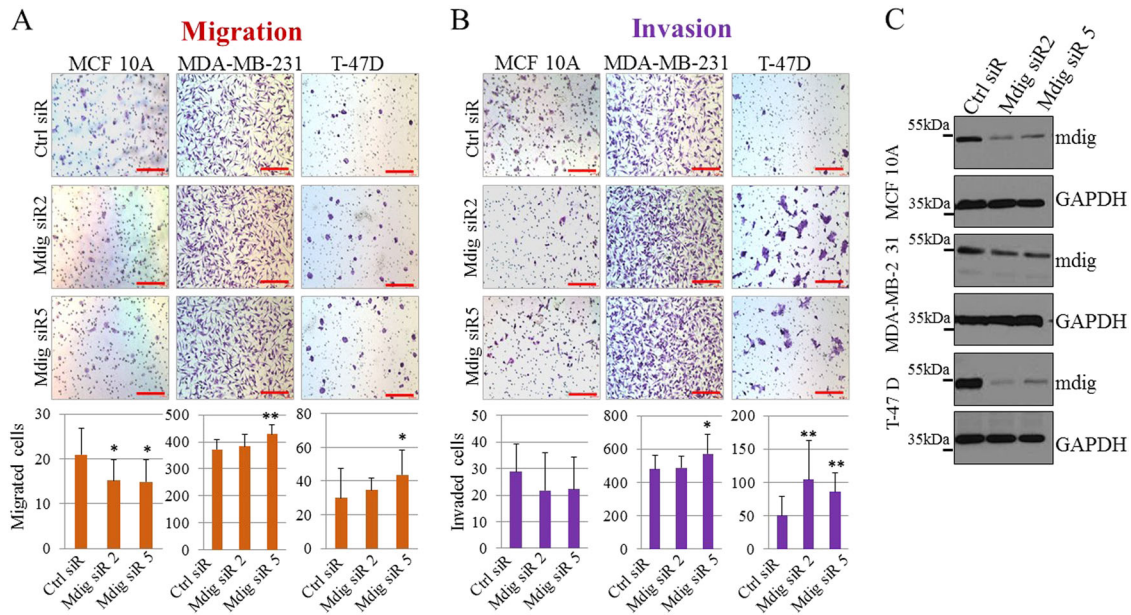 A
Migration
MCF 10A MDA-MB-231 T-47D
Ctrl siR
Mdig siR2
Mdig siR5
Migrated cells
30
20
10
0
500
400
300
200
100
0
80
60
40
20
0
* *
**
*
Ctrl siR
Mdig siR 2
Mdig siR 5
Ctrl siR
Mdig siR 2
Mdig siR 5
Ctrl siR
Mdig siR 2
Mdig siR 5
B
Invasion
MCF 10A MDA-MB-231 T-47D
Ctrl siR
Mdig siR2
Mdig siR5
Invaded cells
50
40
30
20
10
0
800
600
400
200
0
200
150
100
50
0
*
** **
Ctrl siR
Mdig siR 2
Mdig siR 5
Ctrl siR
Mdig siR 2
Mdig siR 5
Ctrl siR
Mdig siR 2
Mdig siR 5
C
Ctrl siR
Mdig siR2
Mdig siR 5
MCF 10A
55kDa mdig
35kDa GAPDH
MDA-MB-2 31
55kDa mdig
35kDa GAPDH
T-47 D
55kDa mdig
35kDa GAPDH